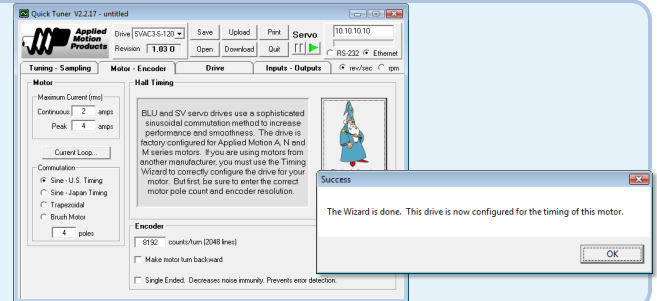 Quick Tuner V2.2.17 - untitled
Applied Motion Products
Drive SVAC3-S-120
Save Upload Print Servo
10.10.10.10
Revision 1.03 0
Open Download Quit
RS-232 Ethernet
Tuning - Sampling Motor - Encoder Drive Inputs - Outputs rev/sec rpm
Motor
Maximum Current (rms)
Continuous 2 amps
Peak 4 amps
Current Loop...
Commutation
Sine - U.S. Timing
Sine - Japan Timing
Trapezoidal
Brush Motor
4 poles
Hall Timing
BLU and SV servo drives use a sophisticated
sinusoidal commutation method to increase
performance and smoothness. The drive is
factory configured for Applied Motion A, N and
M series motors. If you are using motors from
another manufacturer, you must use the Timing
Wizard to correctly configure the drive for your
motor. But first, be sure to enter the correct
motor pole count and encoder resolution.
Encoder
8192 counts/turn (2048 lines)
Make motor turn backward
Single Ended. Decreases noise immunity. Prevents error detection.
Success
The Wizard is done. This drive is now configured for the timing of this motor.
OK